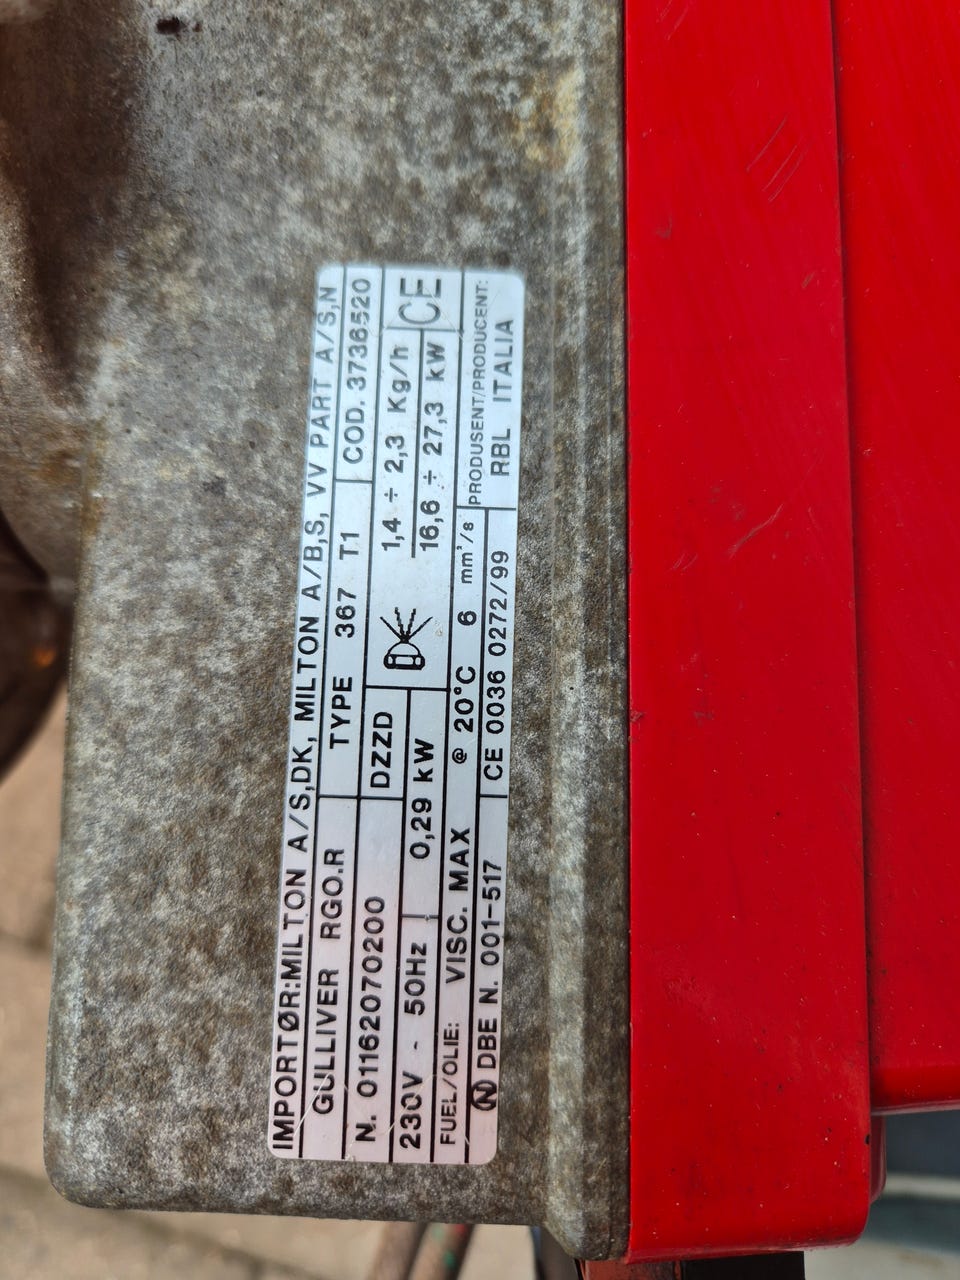 IMPORTØR:MILTON A/S,DK, MILTON A/B,S, VV PART A/S,N
GULLIVER RGO.R TYPE 367 T1 COD. 3736520
N. 01162070200 DZZD 1,4 ÷ 2,3 Kg/h CE
230V - 50Hz 0,29 kW 16,6 ÷ 27,3 kW
FUEL/OLIE: VISC. MAX @ 20°C 6 mm²/s PRODUSENT/PRODUCENT:
N DBE N. 001-517 CE 0036 0272/99 RBL ITALIA